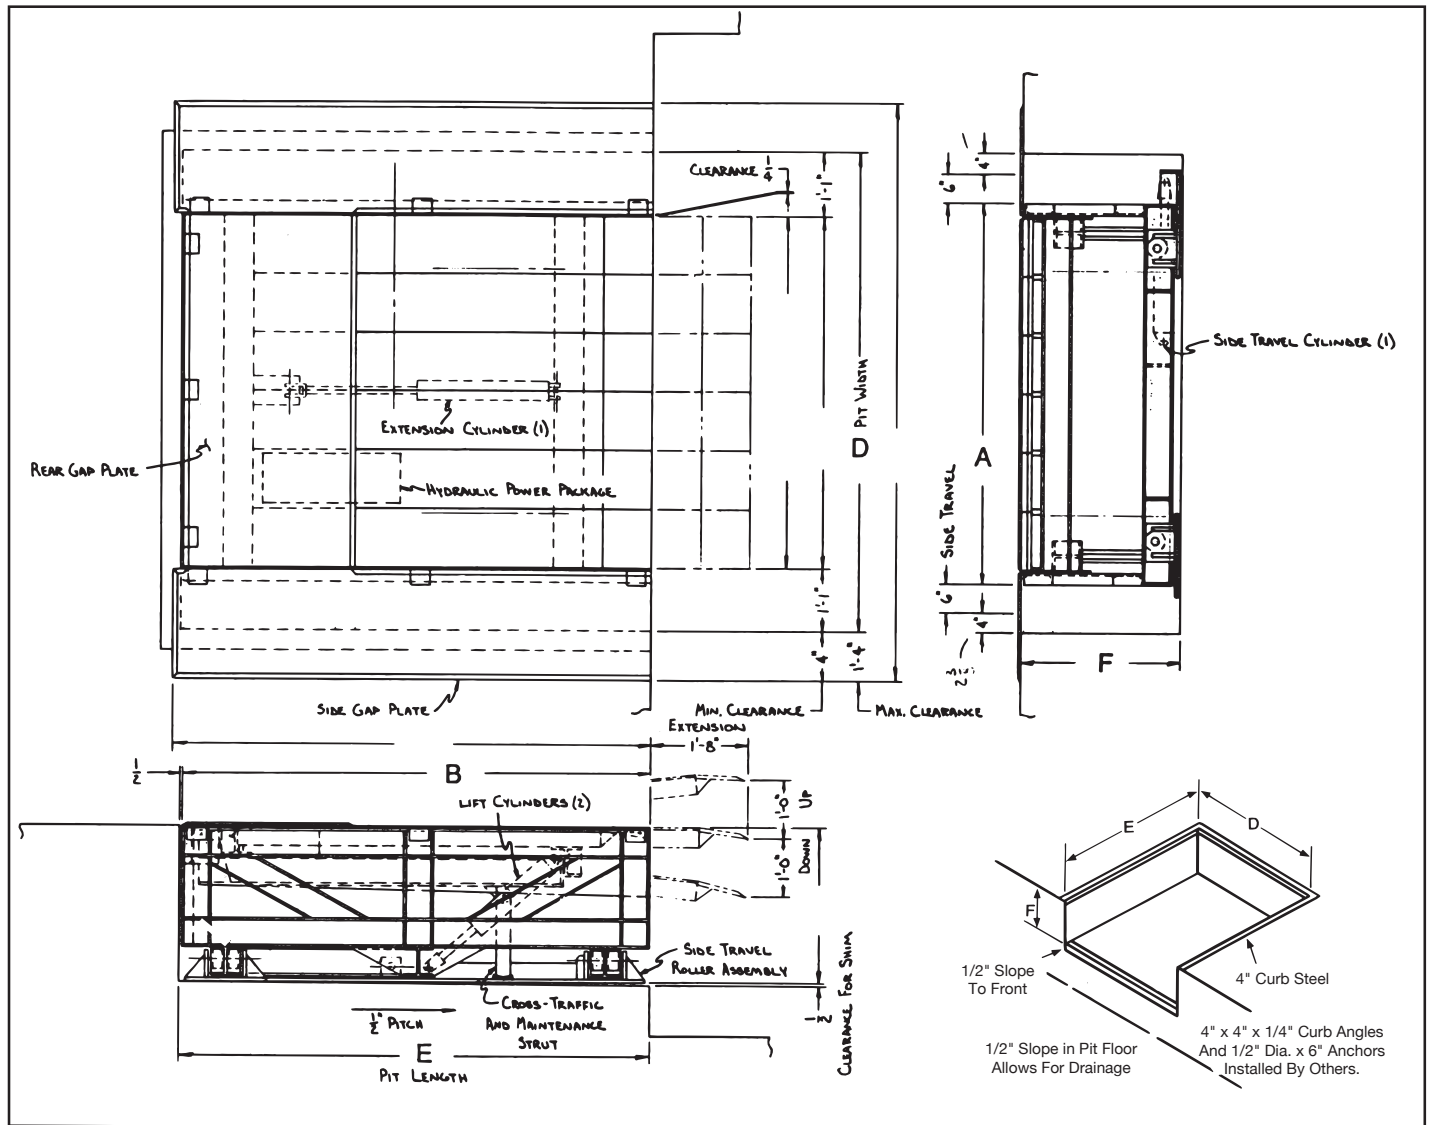 CLEARANCE 1/4
1'-1"
4"
6"
SIDE TRAVEL CYLINDER (1)
PIT WIDTH
D
A
EXTENSION CYLINDER (1)
REAR GAP PLATE
HYDRAULIC POWER PACKAGE
SIDE TRAVEL
6"
4"
1'-1"
4"
1'-4"
F
SIDE GAP PLATE
MIN. CLEARANCE
MAX. CLEARANCE
EXTENSION
1'-8"
1/2
B
LIFT CYLINDERS (2)
1'-0" UP
1'-0" DOWN
E
D
F
SIDE TRAVEL
ROLLER ASSEMBLY
1/2" Slope
To Front
4" Curb Steel
1/2" PITCH
CROSS-TRAFFIC
AND MAINTENANCE
STRUT
1/2
CLEARANCE FOR SHIM
E
PIT LENGTH
1/2" Slope in Pit Floor
Allows For Drainage
4" x 4" x 1/4" Curb Angles
And 1/2" Dia. x 6" Anchors
Installed By Others.